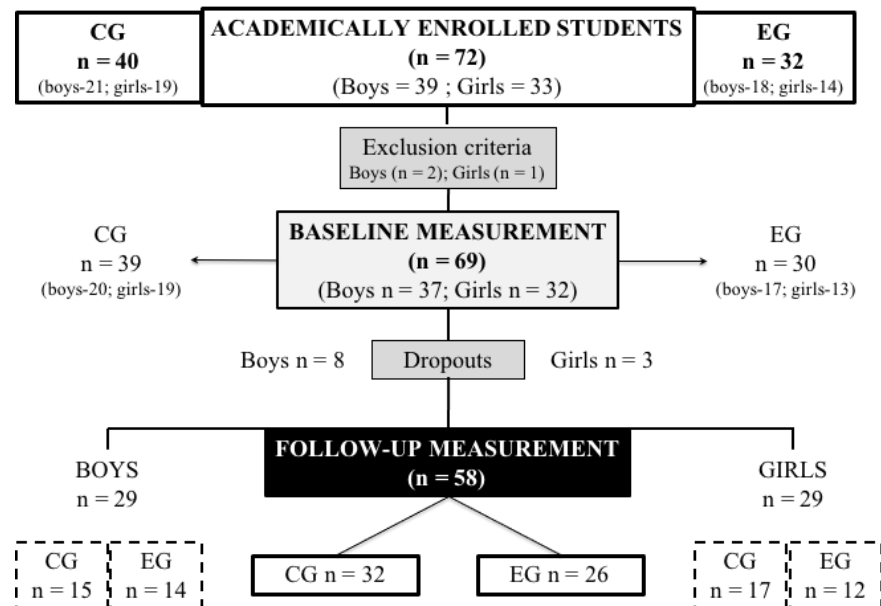 CG
n = 40
(boys-21; girls-19)
ACADEMICALLY ENROLLED STUDENTS
(n = 72)
(Boys = 39 ; Girls = 33)
EG
n = 32
(boys-18; girls-14)
Exclusion criteria
Boys (n = 2); Girls (n = 1)
CG
n = 39
(boys-20; girls-19)
BASELINE MEASUREMENT
(n = 69)
(Boys n = 37; Girls n = 32)
EG
n = 30
(boys-17; girls-13)
Boys n = 8
Dropouts
Girls n = 3
BOYS
n = 29
FOLLOW-UP MEASUREMENT
(n = 58)
GIRLS
n = 29
CG
n = 15
EG
n = 14
CG n = 32
EG n = 26
CG
n = 17
EG
n = 12